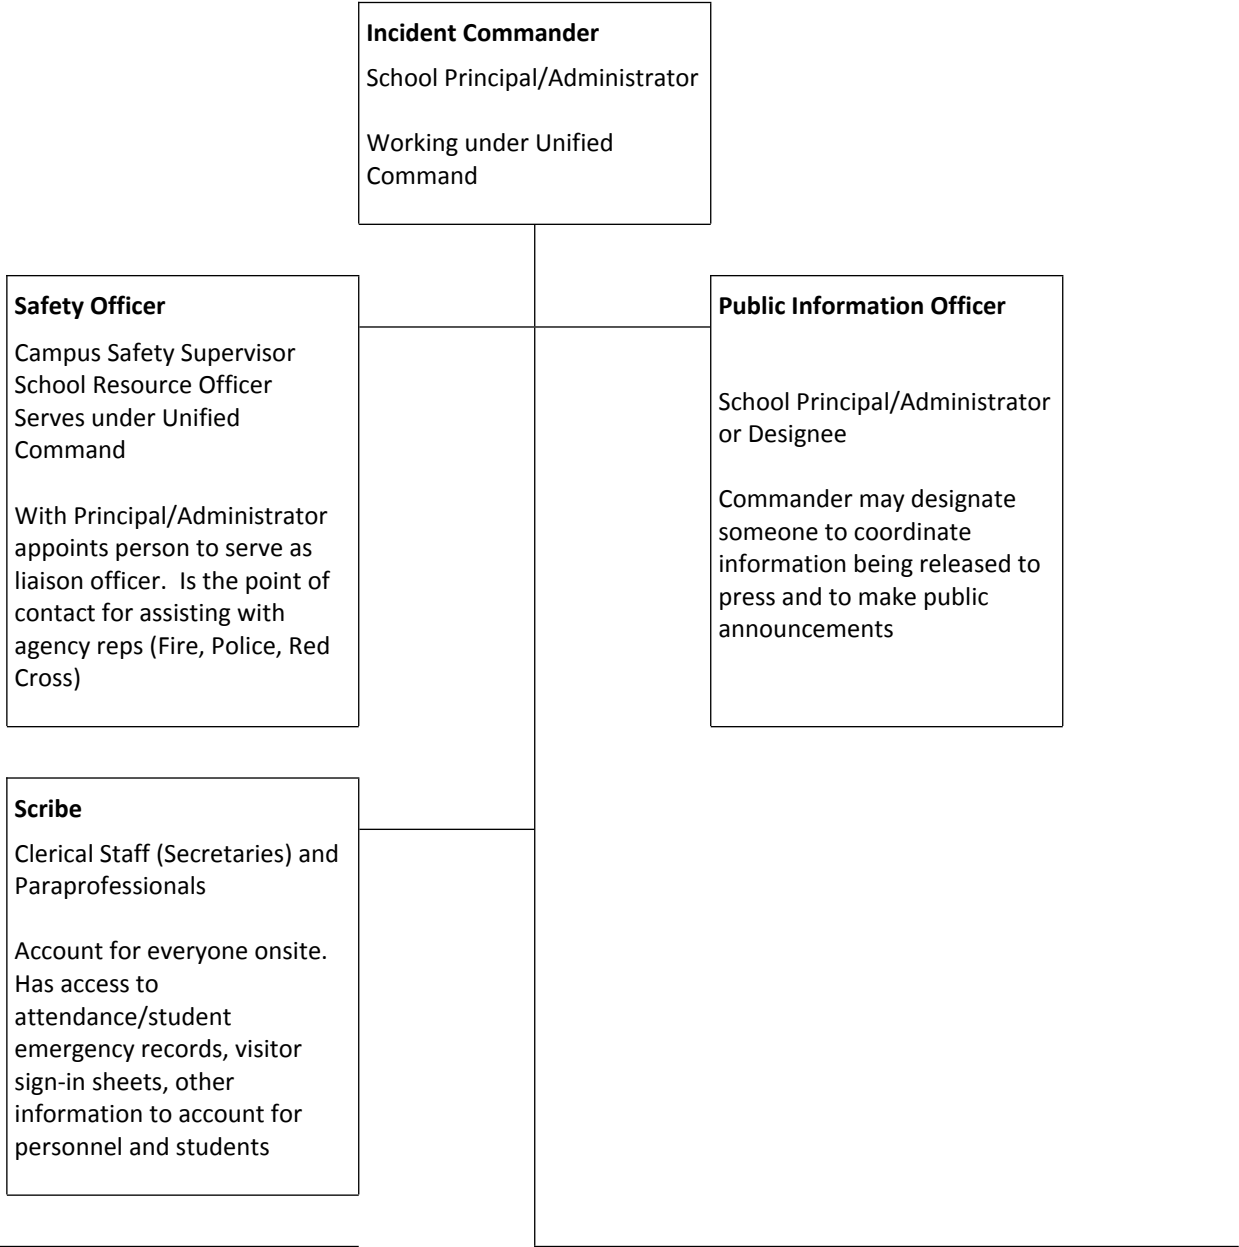 Incident Commander
School Principal/Administrator
Working under Unified
Command
Safety Officer
Campus Safety Supervisor
School Resource Officer
Serves under Unified
Command
With Principal/Administrator
appoints person to serve as
liaison officer.  Is the point of
contact for assisting with
agency reps (Fire, Police, Red
Cross)
Public Information Officer
School Principal/Administrator
or Designee
Commander may designate
someone to coordinate
information being released to
press and to make public
announcements
Scribe
Clerical Staff (Secretaries) and
Paraprofessionals
Account for everyone onsite.
Has access to
attendance/student
emergency records, visitor
sign-in sheets, other
information to account for
personnel and students